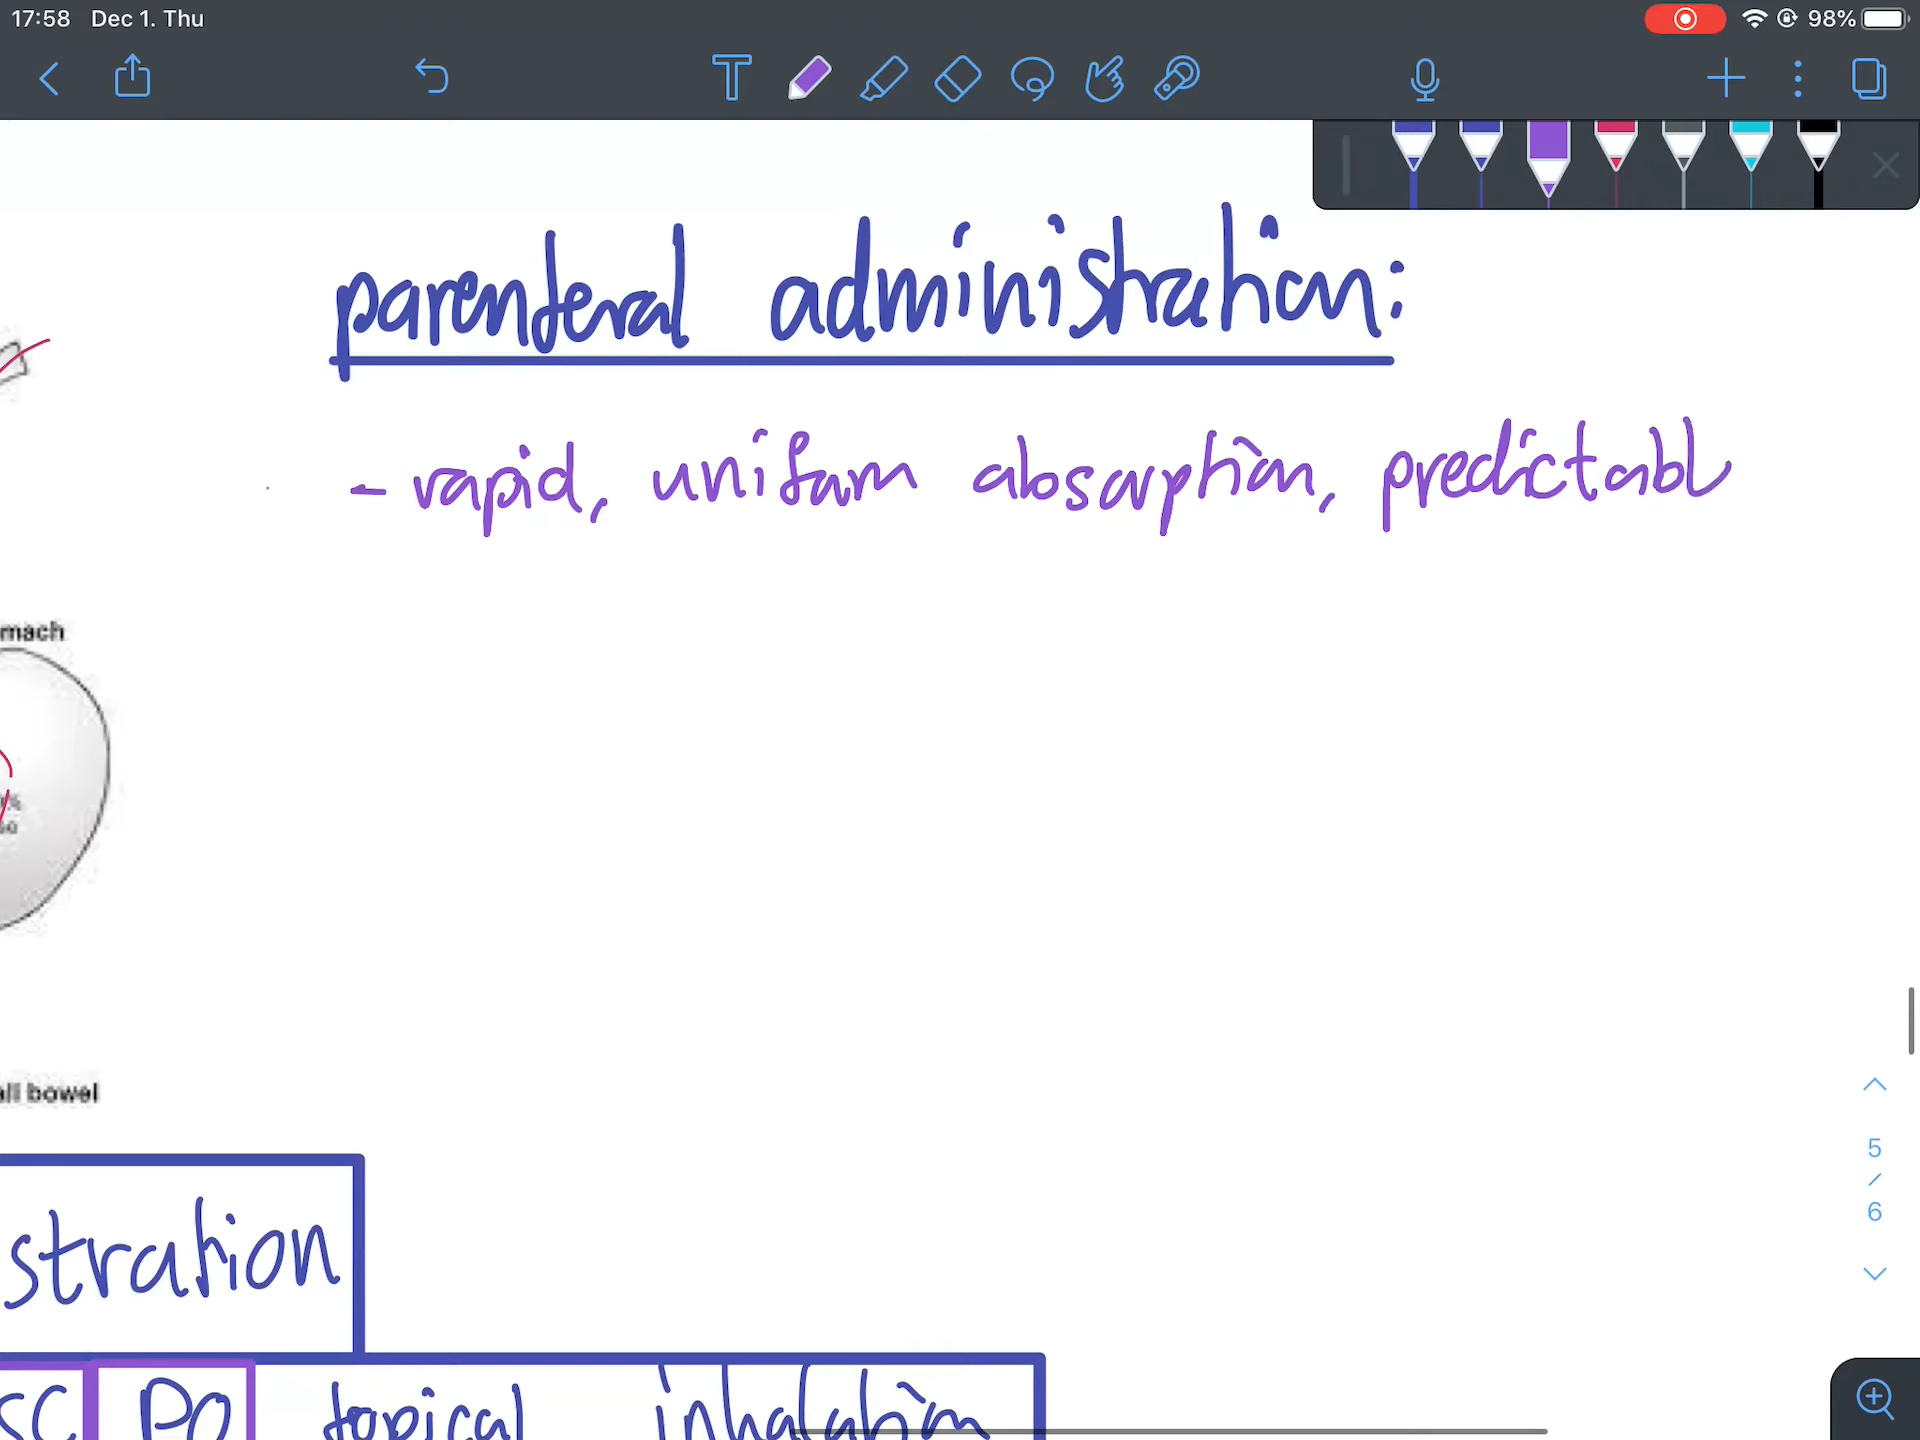 17:58 Dec 1. Thu 98%
parenteral administration:
- rapid, uniform absorption, predictabl
mach
all bowel
5
/
6
stration
SC PO topical inhalation